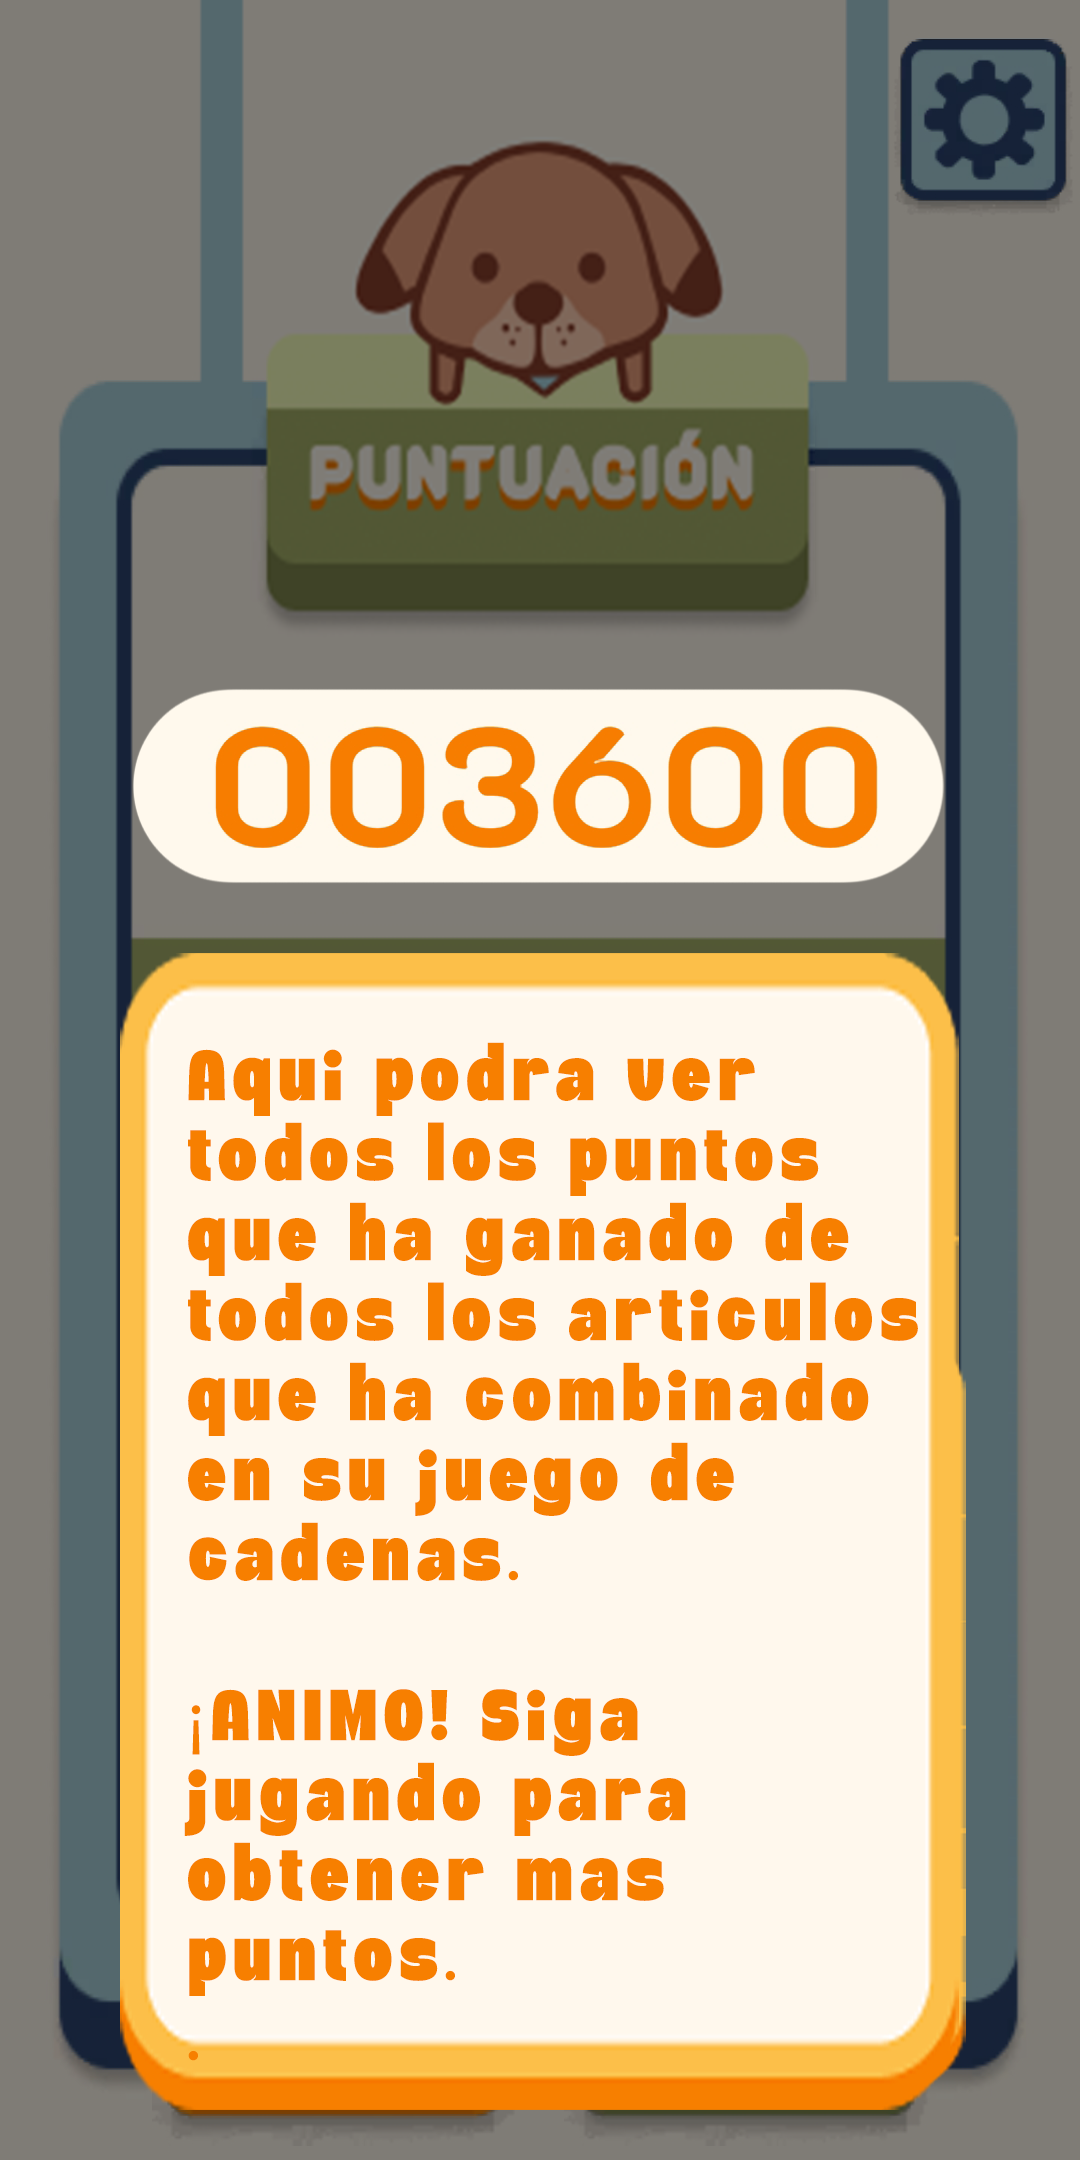 PUNTUACIÓN
003600
Aqui podra ver
todos los puntos
que ha ganado de
todos los articulos
que ha combinado
en su juego de
cadenas.
¡ANIMO! Siga
jugando para
obtener mas
puntos.
.